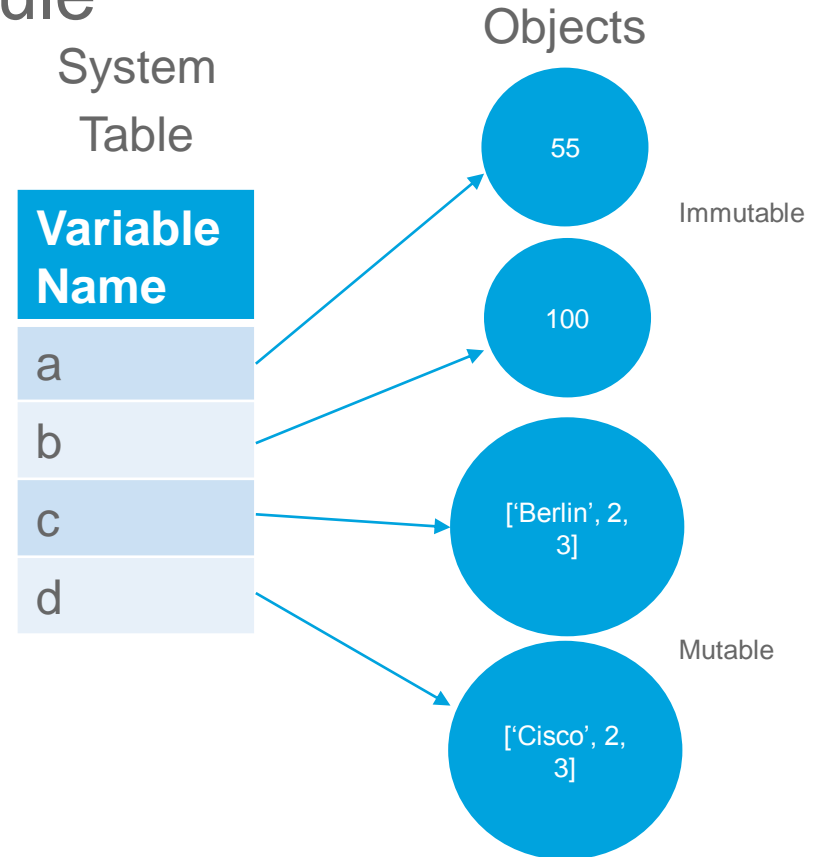 System
Table
Variable
Name
a
b
c
d
Objects
55
Immutable
100
[‘Berlin’, 2,
3]
Mutable
[‘Cisco’, 2,
3]